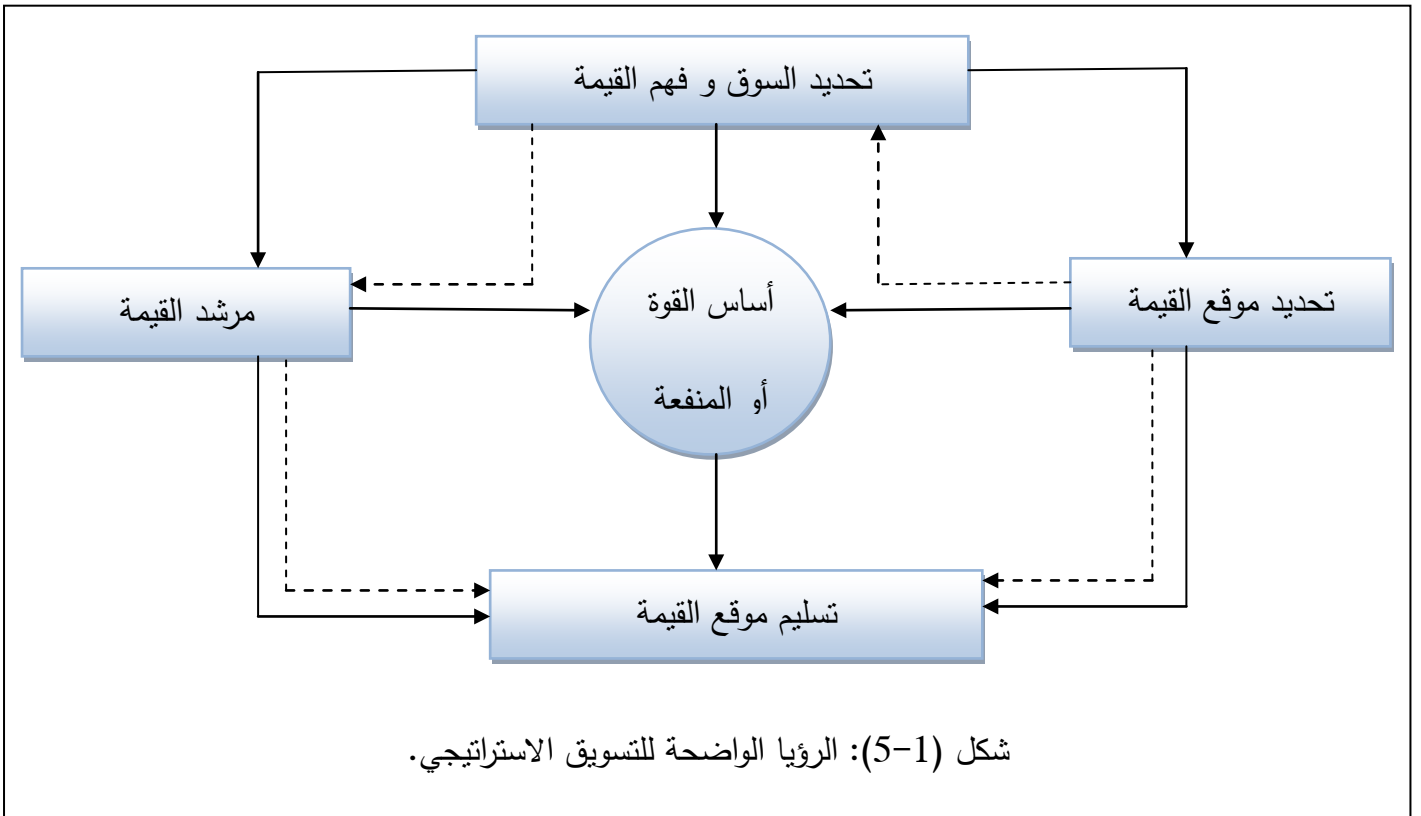 تحديد السوق و فهم القيمة
تحديد موقع القيمة
أساس القوة
أو المنفعة
مرشد القيمة
تسليم موقع القيمة
شكل (1-5): الرؤيا الواضحة للتسويق الاستراتيجي.